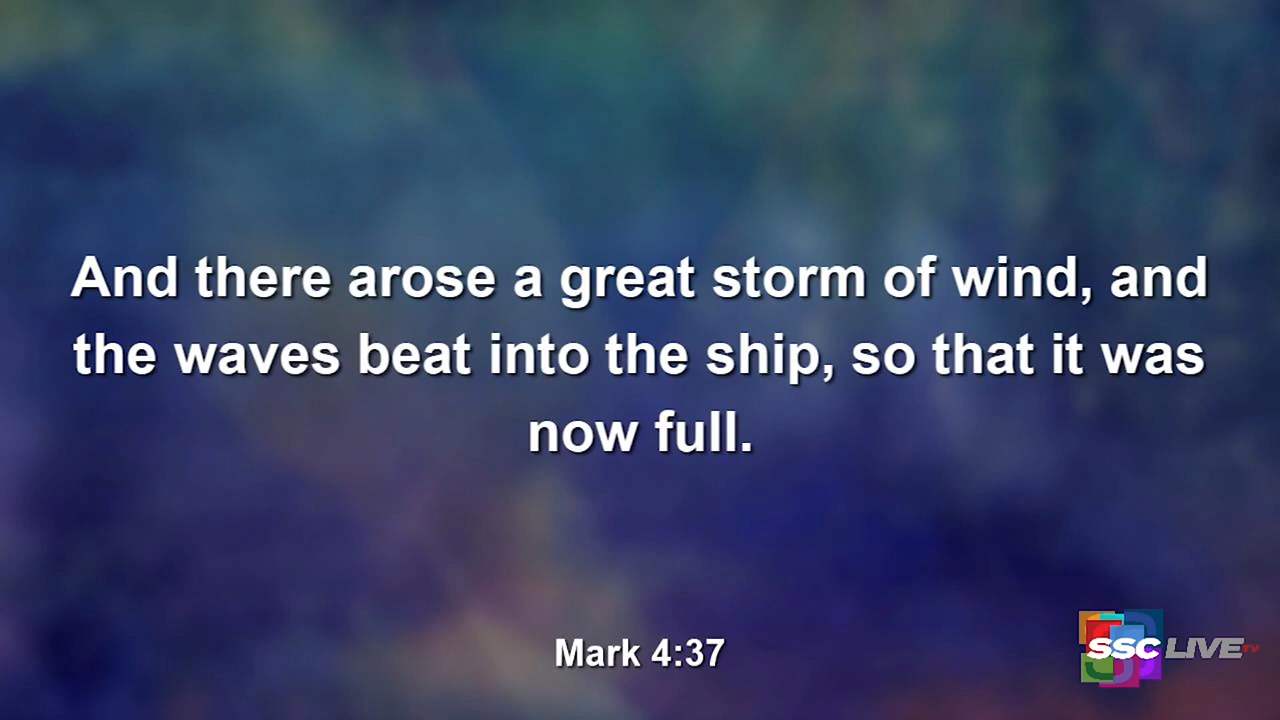 And there arose a great storm of wind, and
the waves beat into the ship, so that it was
now full.
Mark 4:37
SSC LIVE TV